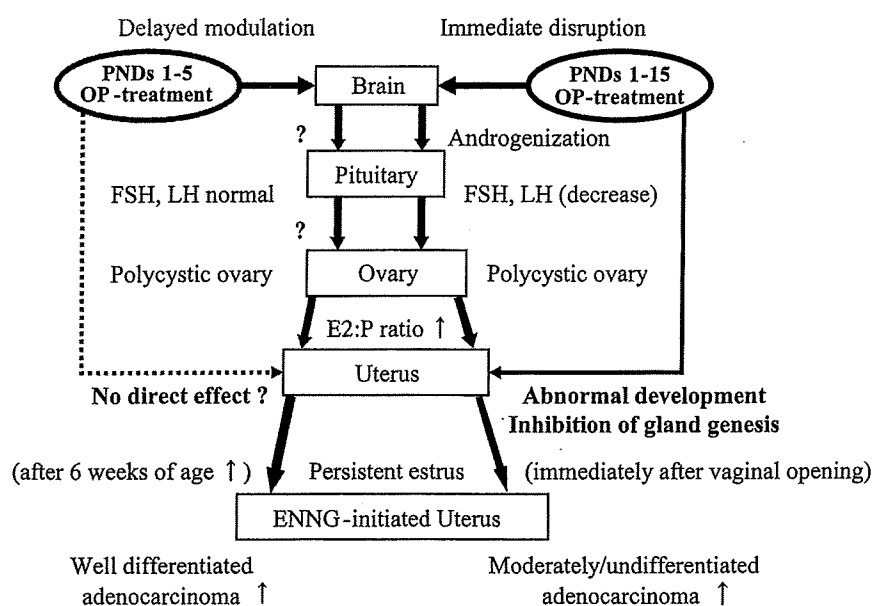 Delayed modulation
Immediate disruption
PNDs 1-5
OP-treatment
Brain
PNDs 1-15
OP-treatment
?
Androgenization
Pituitary
FSH, LH normal
FSH, LH (decrease)
?
Polycystic ovary
Ovary
Polycystic ovary
E2:P ratio ↑
Uterus
No direct effect ?
Abnormal development
Inhibition of gland genesis
(after 6 weeks of age ↑)
Persistent estrus
(immediately after vaginal opening)
ENNG-initiated Uterus
Well differentiated
adenocarcinoma ↑
Moderately/undifferentiated
adenocarcinoma ↑